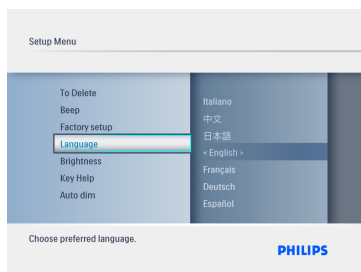 Setup Menu
To Delete
Beep
Factory setup
Language
Brightness
Key Help
Auto dim
Italiano
中文
日本語
< English >
Français
Deutsch
Español
Choose preferred language.
PHILIPS